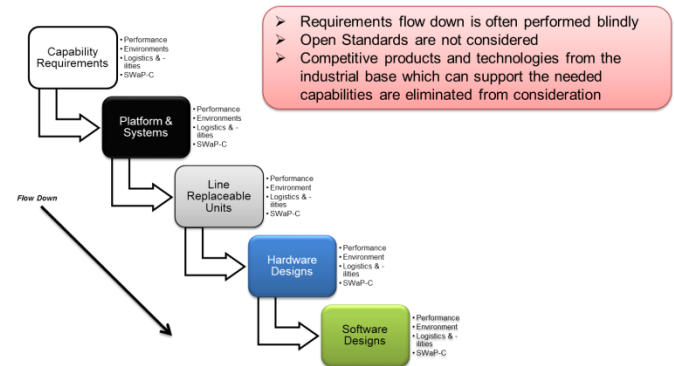 ➢ Requirements flow down is often performed blindly
➢ Open Standards are not considered
➢ Competitive products and technologies from the
industrial base which can support the needed
capabilities are eliminated from consideration
Capability
Requirements
• Performance
• Environments
• Logistics & -
ilities
• SWaP-C
Platform &
Systems
• Performance
• Environments
• Logistics & -
ilities
• SWaP-C
Line
Replaceable
Units
• Performance
• Environment
• Logistics & -
ilities
• SWaP-C
Flow Down
Hardware
Designs
• Performance
• Environment
• Logistics & -
ilities
• SWaP-C
Software
Designs
• Performance
• Environment
• Logistics & -
ilities
• SWaP-C